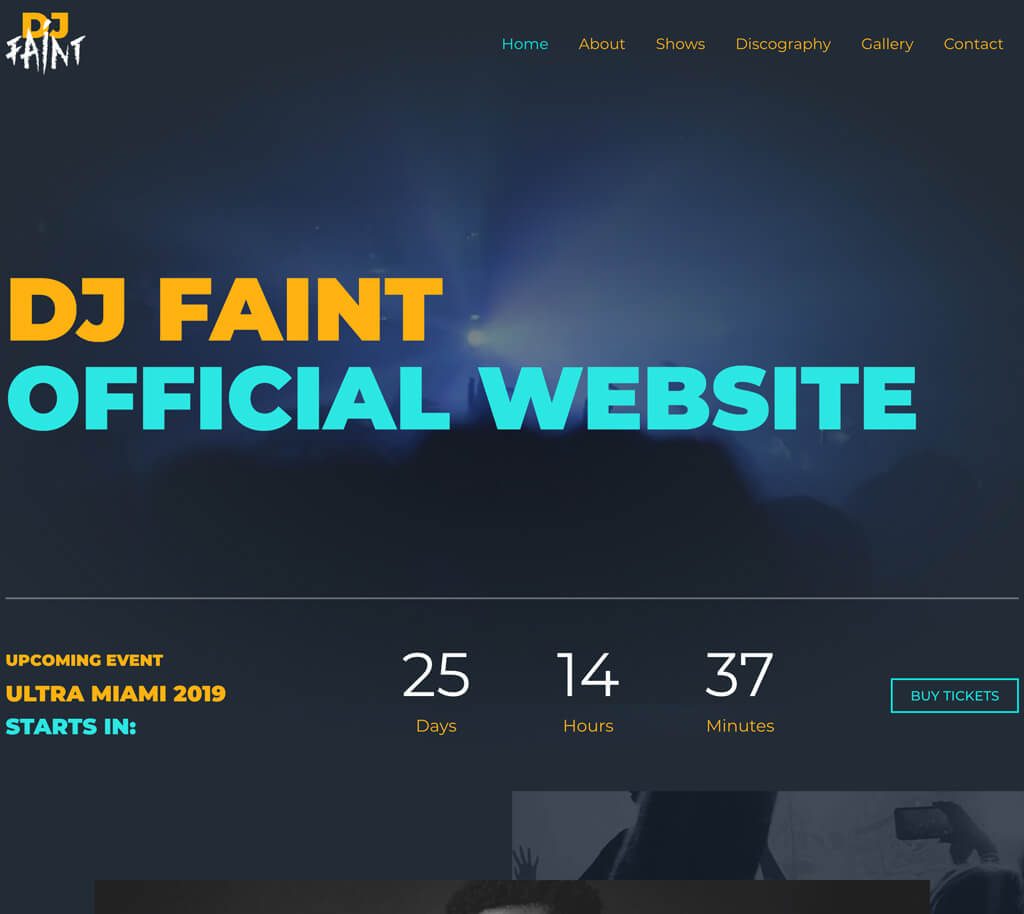 DJ
FAINT
Home About Shows Discography Gallery Contact
DJ FAINT
OFFICIAL WEBSITE
UPCOMING EVENT
ULTRA MIAMI 2019
STARTS IN:
25 14 37
Days Hours Minutes
BUY TICKETS